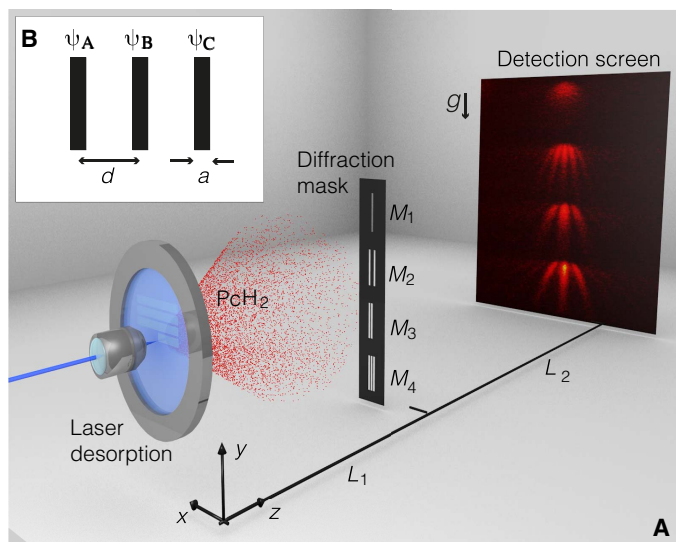 B
ψA ψB ψC
d
a
Detection screen
g
Diffraction
mask
M1
M2
M3
M4
PcH2
Laser
desorption
L2
L1
y
x
z
A